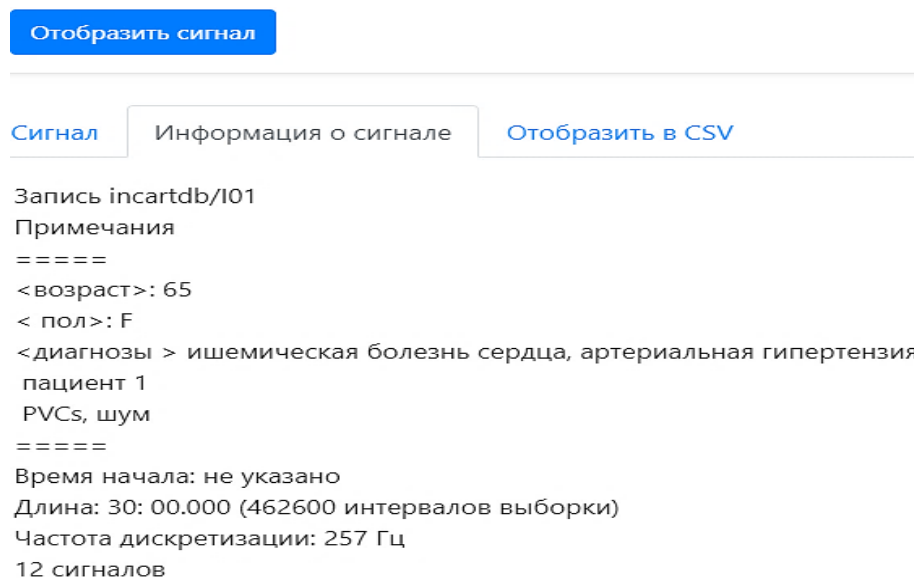 Отобразить сигнал
Сигнал Информация о сигнале Отобразить в CSV
Запись incartdb/I01
Примечания
=====
<возраст>: 65
< пол>: F
<диагнозы > ишемическая болезнь сердца, артериальная гипертензия
пациент 1
PVCs, шум
=====
Время начала: не указано
Длина: 30: 00.000 (462600 интервалов выборки)
Частота дискретизации: 257 Гц
12 сигналов